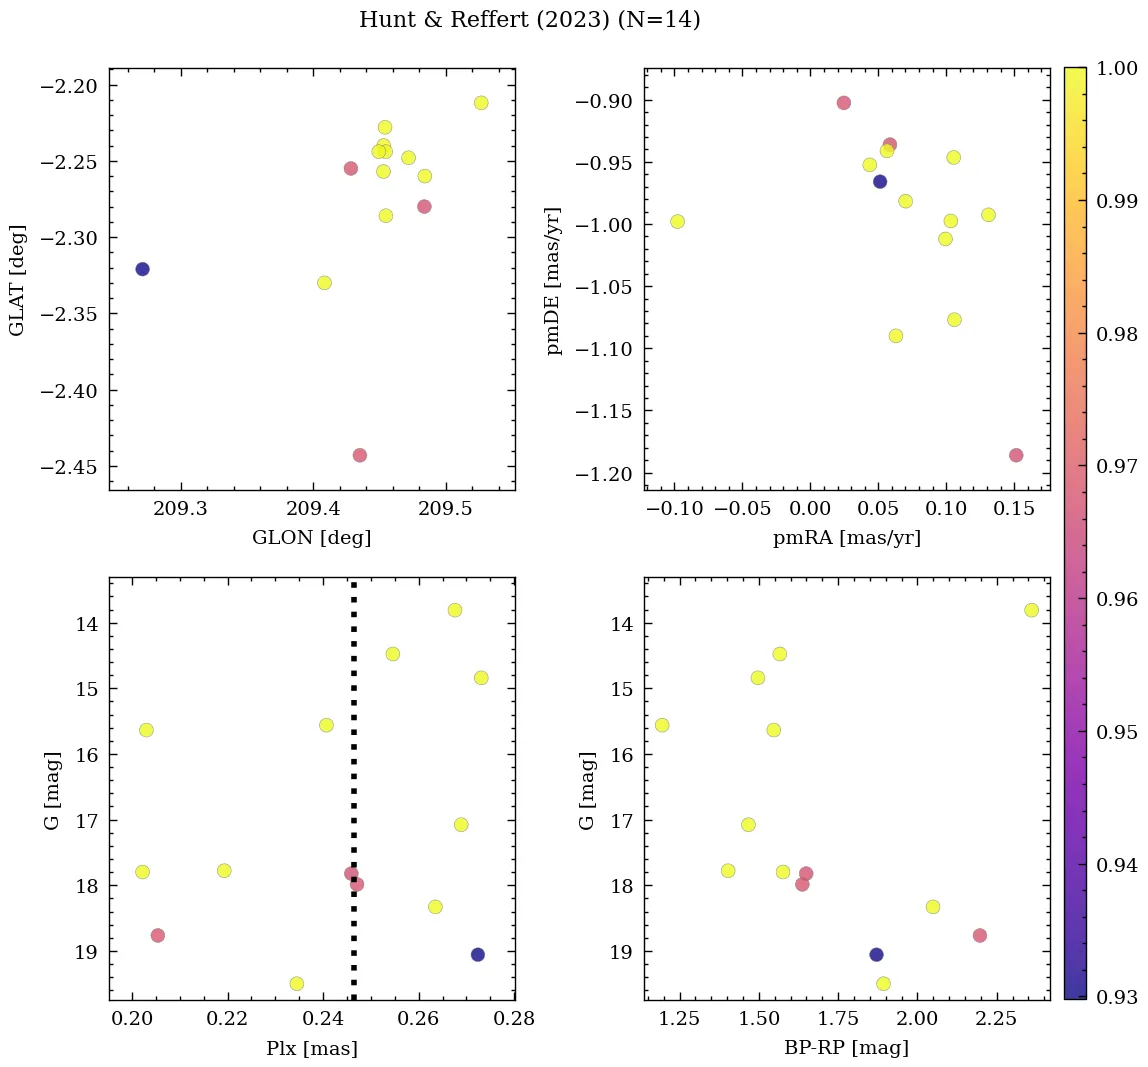 Hunt & Reffert (2023) (N=14)
−2.20
−2.25
−2.30
−2.35
−2.40
−2.45
GLAT [deg]
209.3 209.4 209.5
GLON [deg]
−0.90
−0.95
−1.00
−1.05
−1.10
−1.15
−1.20
pmDE [mas/yr]
−0.10 −0.05 0.00 0.05 0.10 0.15
pmRA [mas/yr]
1.00
0.99
0.98
0.97
0.96
0.95
0.94
0.93
14
15
16
17
18
19
G [mag]
0.20 0.22 0.24 0.26 0.28
Plx [mas]
14
15
16
17
18
19
G [mag]
1.25 1.50 1.75 2.00 2.25
BP-RP [mag]